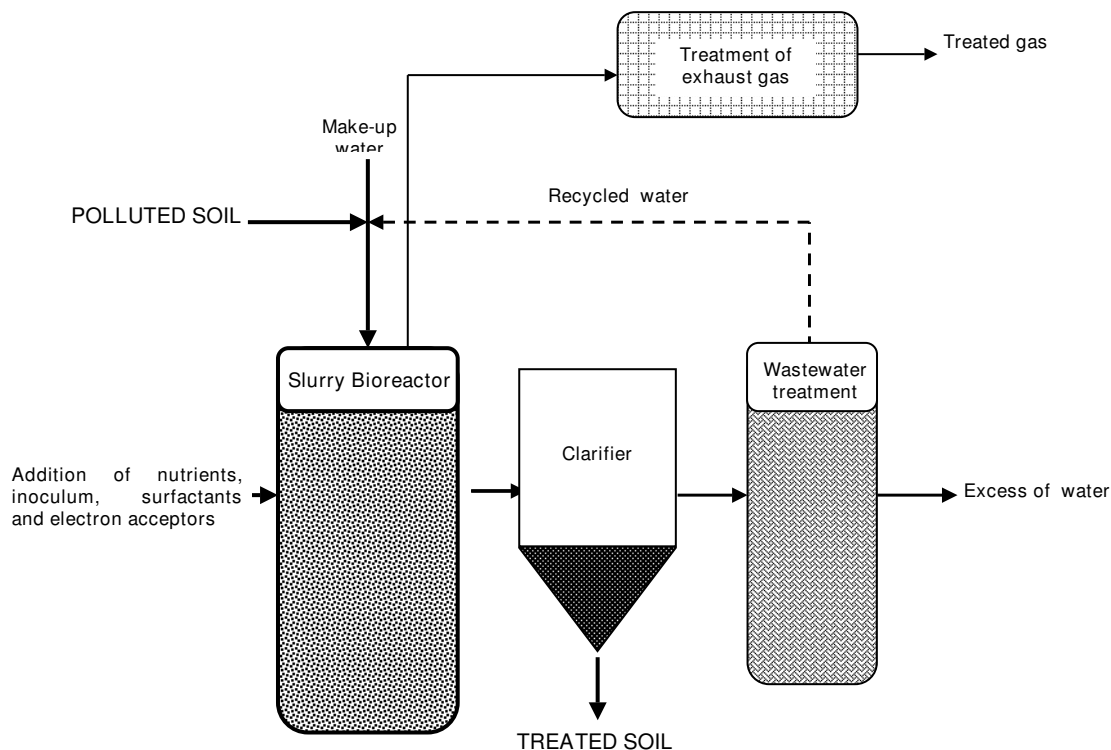 Treatment of
exhaust gas
Treated gas
Make-up
water
POLLUTED SOIL
Recycled water
Slurry Bioreactor
Wastewater
treatment
Clarifier
Addition of nutrients,
inoculum, surfactants
and electron acceptors
Excess of water
TREATED SOIL